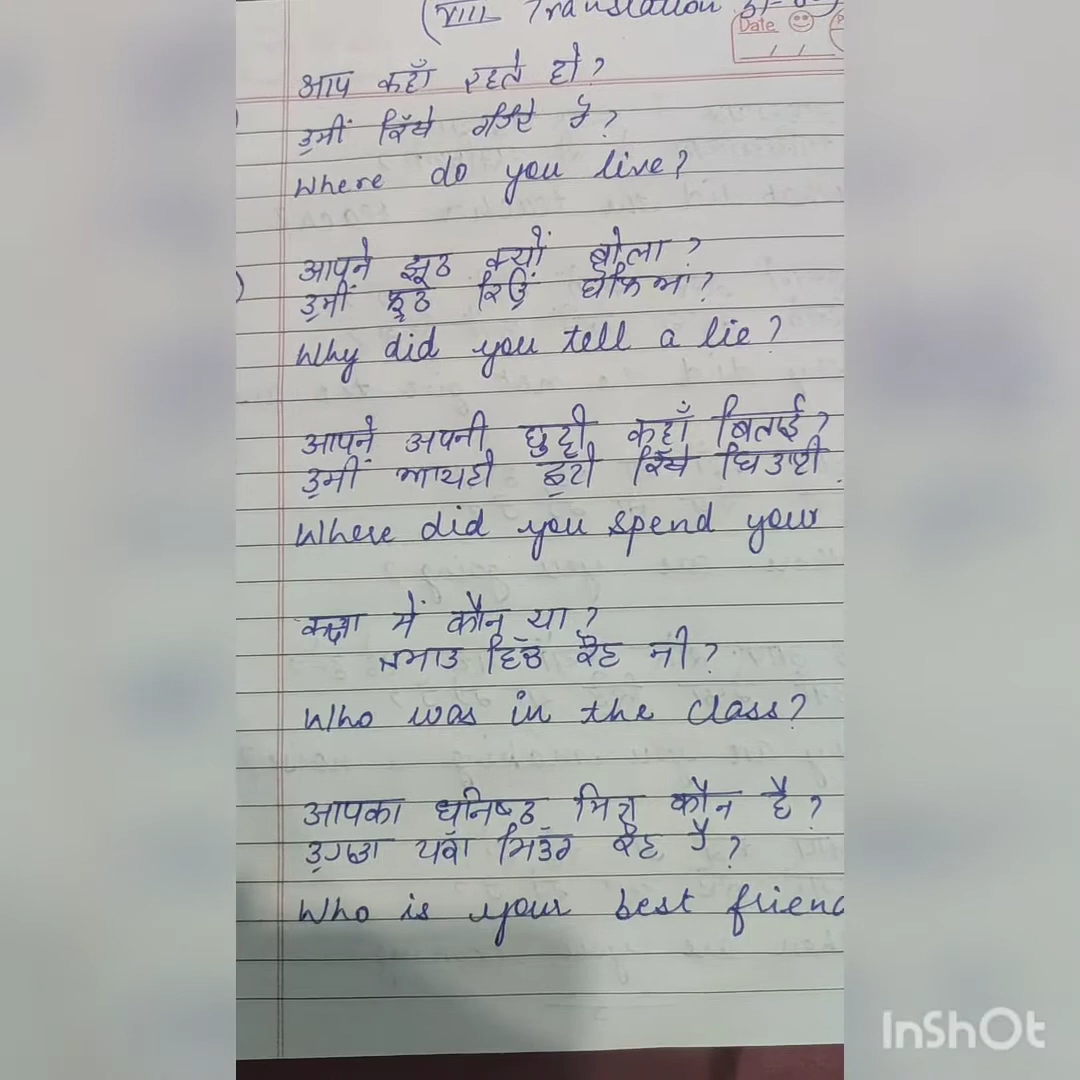 (VIII Translation
Date
आप कहाँ रहते हो?
ਤੁਸੀਂ ਕਿੱਥੇ ਰਹਿੰਦੇ ਹੋ?
Where do you live?
आपने झूठ क्यों बोला?
ਤੁਸੀਂ ਝੂਠ ਕਿਉਂ ਬੋਲਿਆ?
Why did you tell a lie?
आपने अपनी छुट्टी कहाँ बिताई?
ਤੁਸੀਂ ਆਪਣੀ ਛੁਟੀ ਕਿੱਥੇ ਬਿਤਾਈ
Where did you spend your
कक्षा में कौन था?
ਜਮਾਤ ਵਿੱਚ ਕੌਣ ਸੀ?
Who was in the class?
आपका घनिष्ठ मित्र कौन है?
ਤੁਹਾਡਾ ਪੱਕਾ ਮਿੱਤਰ ਕੌਣ ਹੈ?
Who is your best frien
InShOt